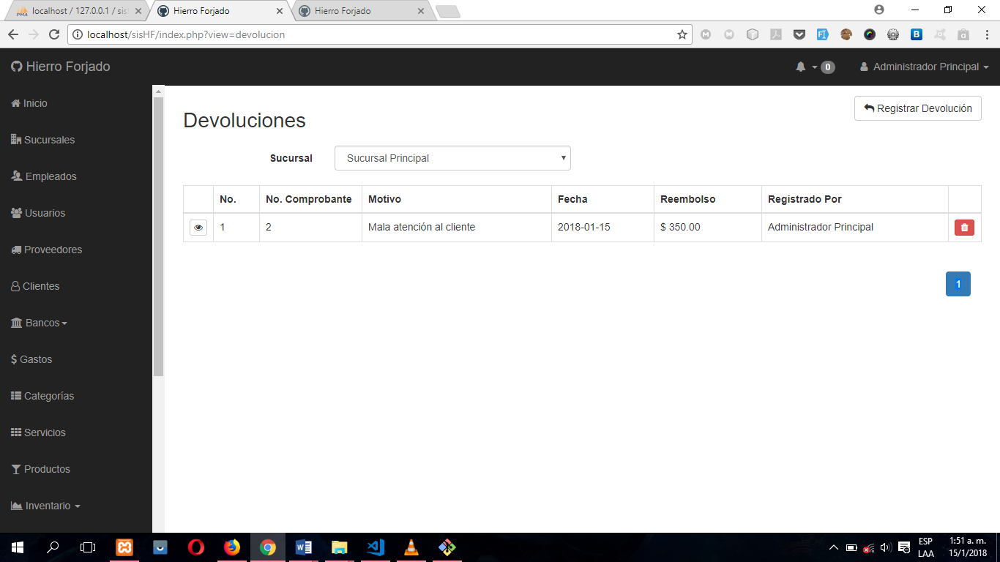 localhost / 127.0.0.1 / sis
Hierro Forjado
Hierro Forjado
localhost/sisHF/index.php?view=devolucion
Hierro Forjado
0
Administrador Principal
Inicio
Sucursales
Empleados
Usuarios
Proveedores
Clientes
Bancos
$ Gastos
Categorías
Servicios
Productos
Inventario
Devoluciones
Registrar Devolución
Sucursal
Sucursal Principal
No. No. Comprobante Motivo Fecha Reembolso Registrado Por
1 2 Mala atención al cliente 2018-01-15 $ 350.00 Administrador Principal
1
ESP
LAA
1:51 a. m.
15/1/2018